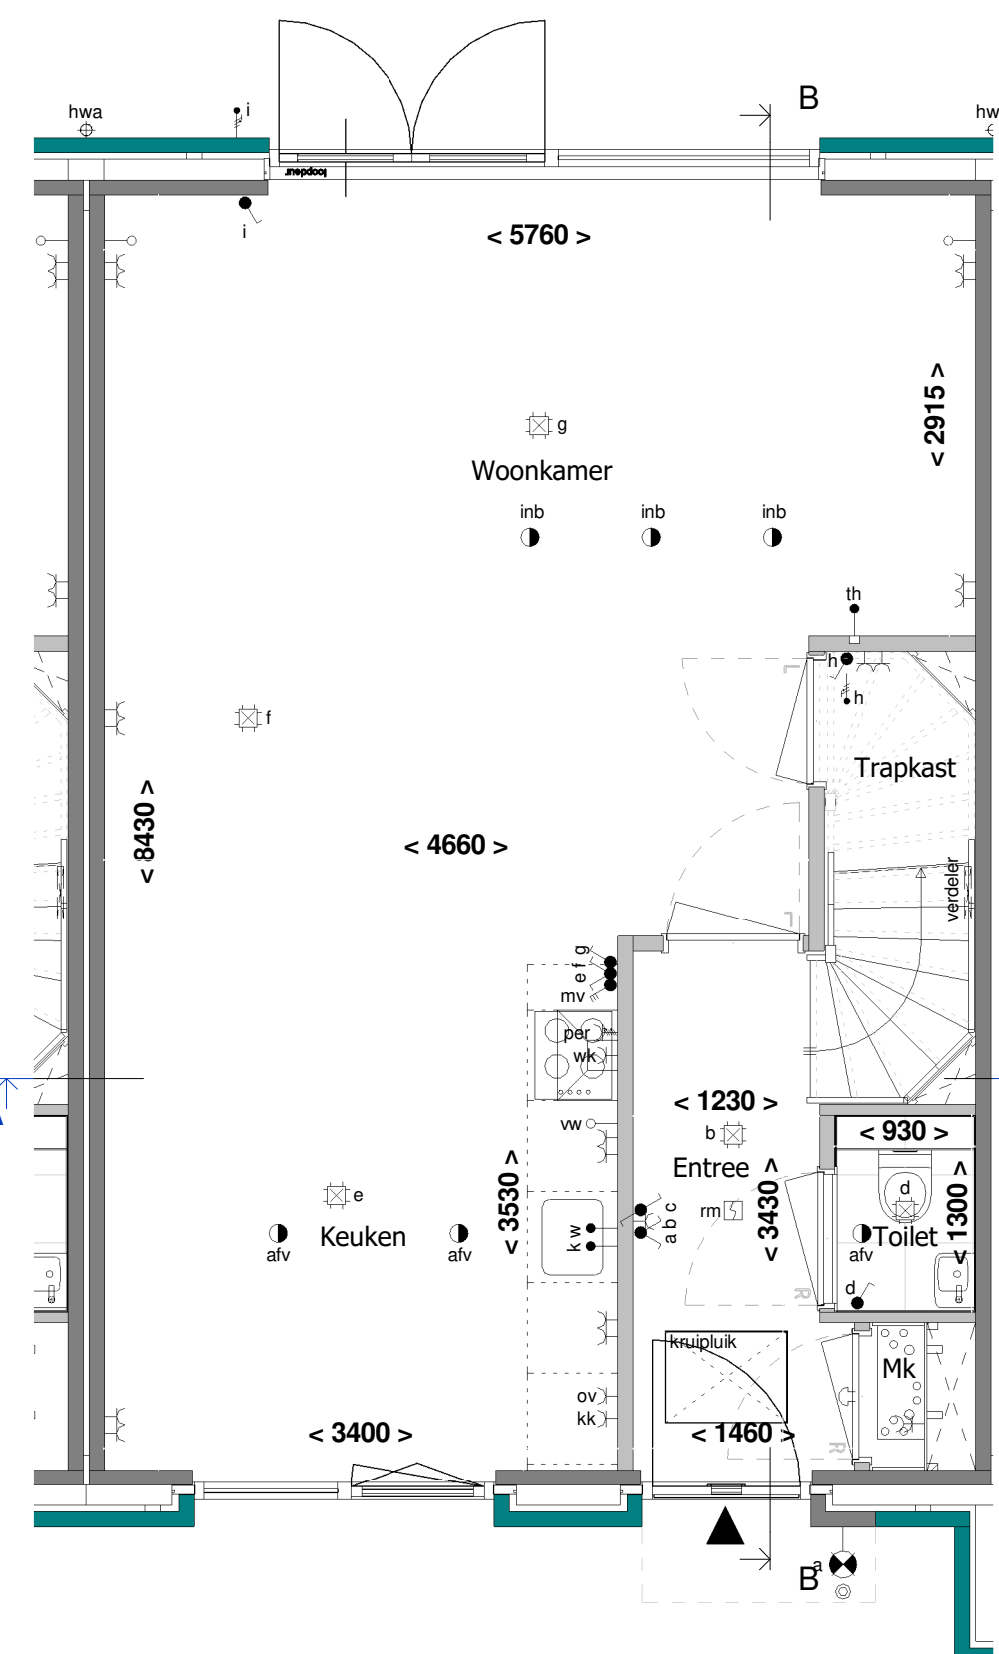 B
hwa
i
hw
loopdeur
i
< 5760 >
< 2915 >
g
Woonkamer
inb
inb
inb
th
h
h
L
f
Trapkast
< 8430 >
< 4660 >
verdeler
L
e f g
mv
per
wk
< 1230 >
vw
b
< 930 >
Entree
< 3530 >
< 3430 >
< 1300 >
e
rm
a b c
d
Keuken
k w
Toilet
afv
afv
afv
d
R
kruipluik
Mk
ov
kk
< 3400 >
< 1460 >
R
a
B